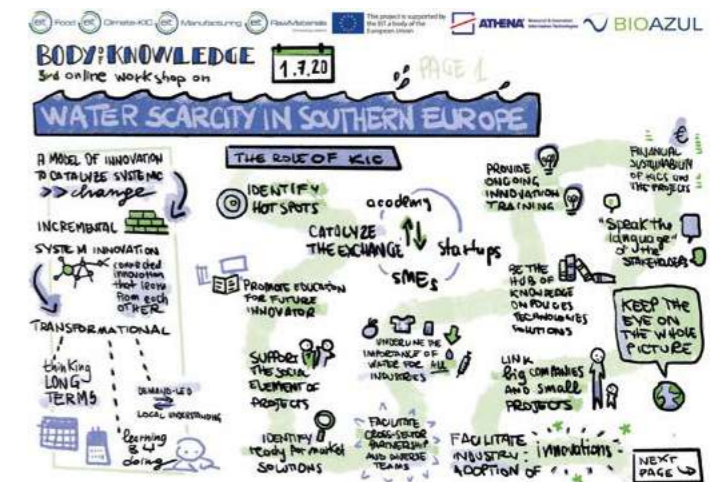 eit Food
eit Climate-KIC
eit Manufacturing
eit RawMaterials
This project is supported by
the EIT a body of the
European Union
ATHENA
BIOAZUL
BODY OF KNOWLEDGE
3rd online workshop on
1.7.20
PAGE 1
WATER SCARCITY IN SOUTHERN EUROPE
A MODEL OF INNOVATION
TO CATALYZE SYSTEMIC
>> change
INCREMENTAL
SYSTEM INNOVATION
connected
innovation
that learn
from each
OTHER
TRANSFORMATIONAL
thinking
LONG
TERMS
DEMAND-LED
LOCAL UNDERSTANDING
learning
BY
doing
THE ROLE OF KIC
IDENTIFY
HOT SPOTS
academy
CATALYZE
THE EXCHANGE
startups
SMEs
PROMOTE EDUCATION
FOR FUTURE
INNOVATOR
UNDERLINE THE
IMPORTANCE OF
WATER FOR ALL
INDUSTRIES
SUPPORT
THE SOCIAL
ELEMENT OF
PROJECTS
IDENTIFY
ready for market
SOLUTIONS
FACILITATE
CROSS-SECTOR
PARTNERSHIP
AND DIVERSE
TEAMS
PROVIDE
ONGOING
INNOVATION
TRAINING
€
FINANCIAL
SUSTAINABILITY
OF KICS AND
THE PROJECTS
"Speak the
language"
of the
STAKEHOLDERS
BE THE
HUB OF
KNOWLEDGE
ON POLICIES
TECHNOLOGIES
SOLUTIONS
KEEP THE
EYE ON
THE WHOLE
PICTURE
LINK
big companies
AND small
PROJECTS
FACILITATE
INDUSTRY
ADOPTION OF
innovations
NEXT
PAGE